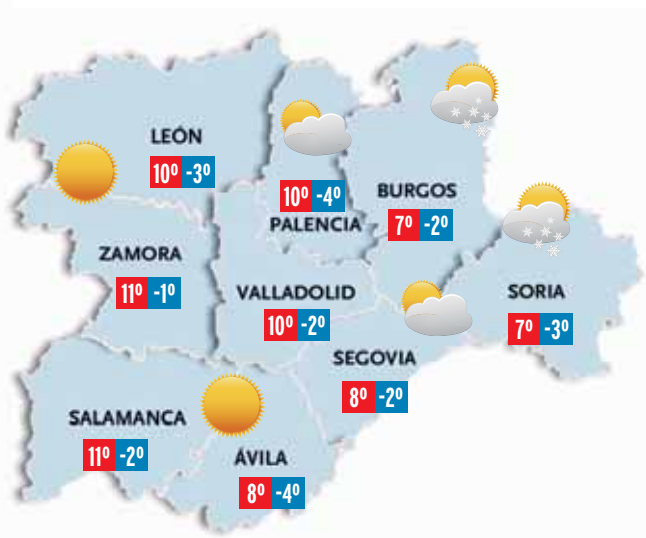 LEÓN
10º -3º
10º -4º
PALENCIA
BURGOS
7º -2º
ZAMORA
11º -1º
VALLADOLID
10º -2º
SORIA
7º -3º
SEGOVIA
8º -2º
SALAMANCA
11º -2º
ÁVILA
8º -4º